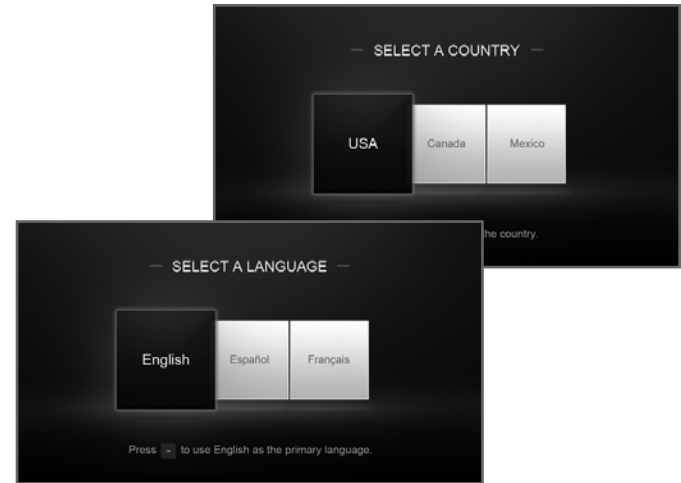 — SELECT A COUNTRY —
USA
Canada
Mexico
he country.
— SELECT A LANGUAGE —
English
Español
Français
Press - to use English as the primary language.